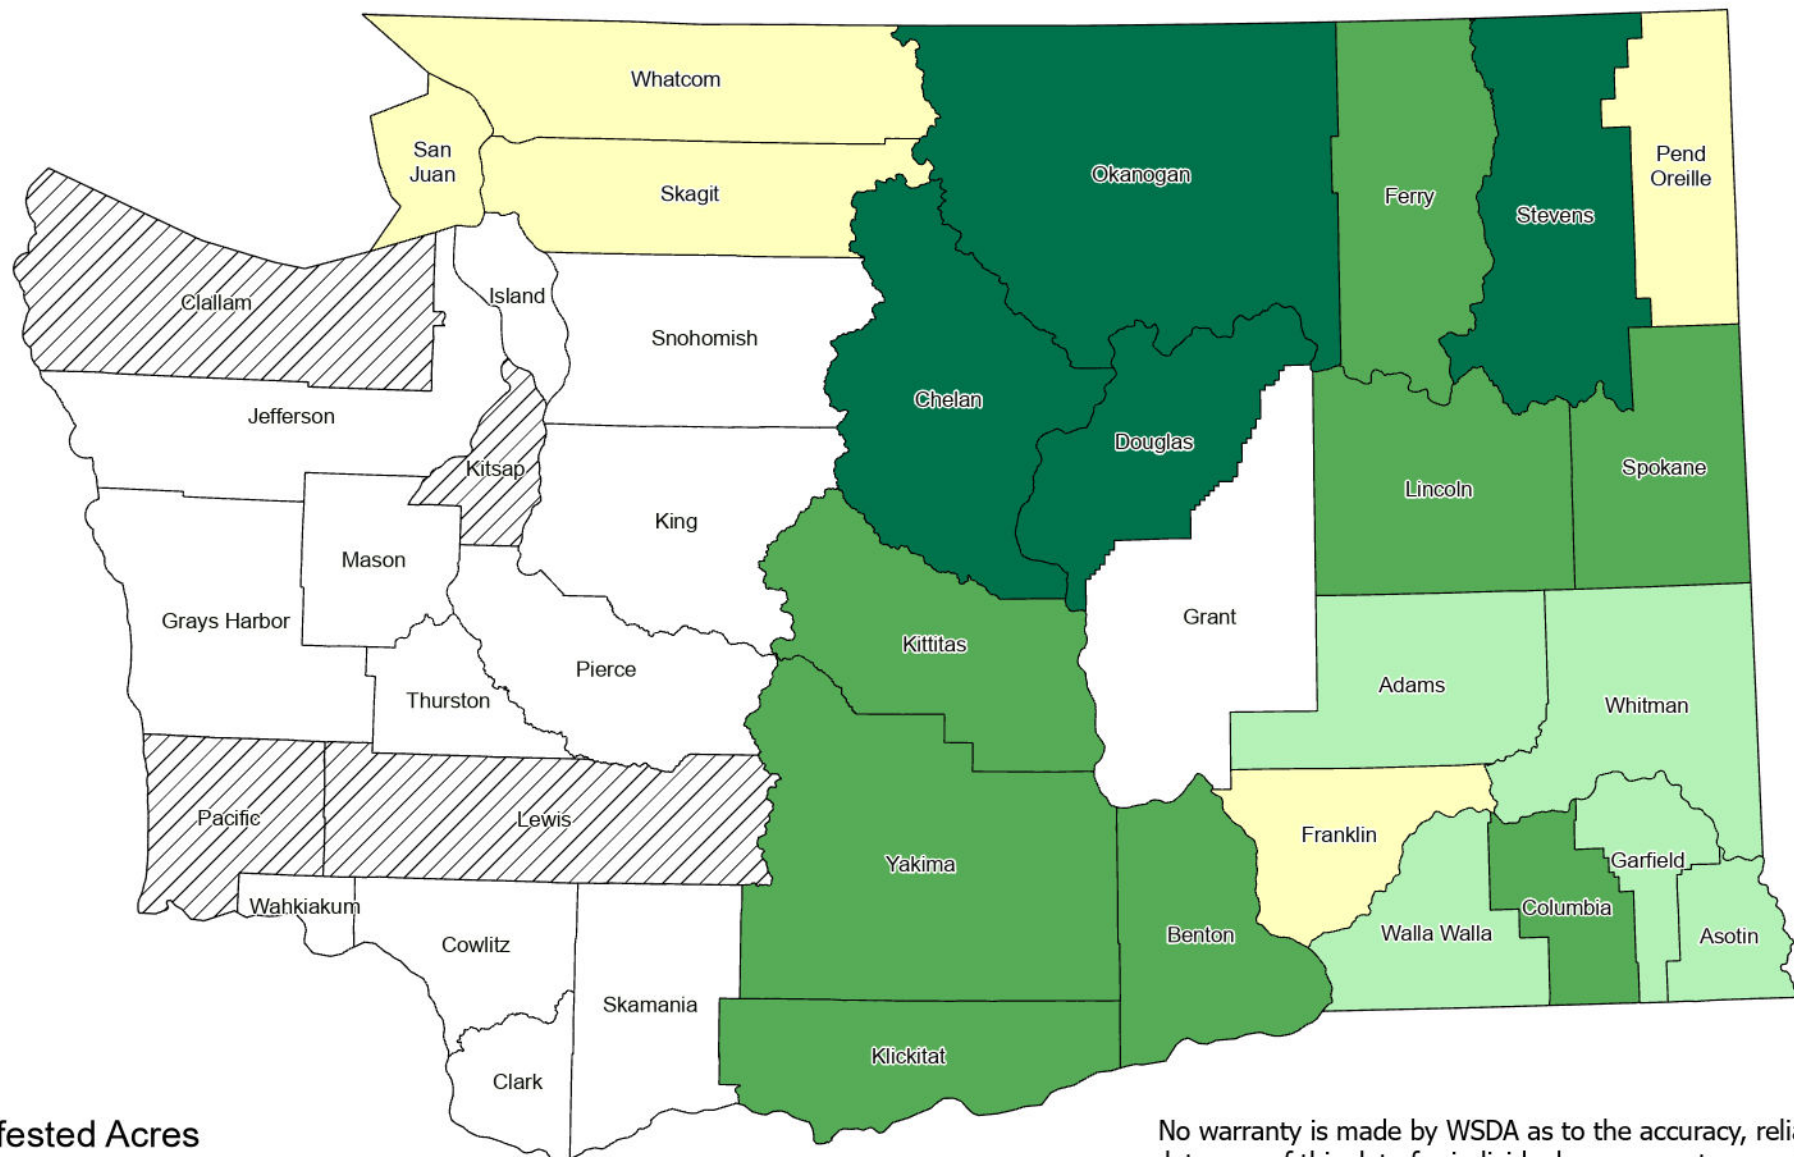 Whatcom
San
Juan
Skagit
Okanogan
Ferry
Stevens
Pend
Oreille
Clallam
Island
Snohomish
Chelan
Douglas
Jefferson
Kitsap
Lincoln
Spokane
King
Mason
Grays Harbor
Kittitas
Grant
Pierce
Thurston
Adams
Whitman
Pacific
Lewis
Yakima
Franklin
Garfield
Wahkiakum
Cowlitz
Benton
Walla Walla
Columbia
Asotin
Skamania
Klickitat
Clark
fested Acres
No warranty is made by WSDA as to the accuracy, relia